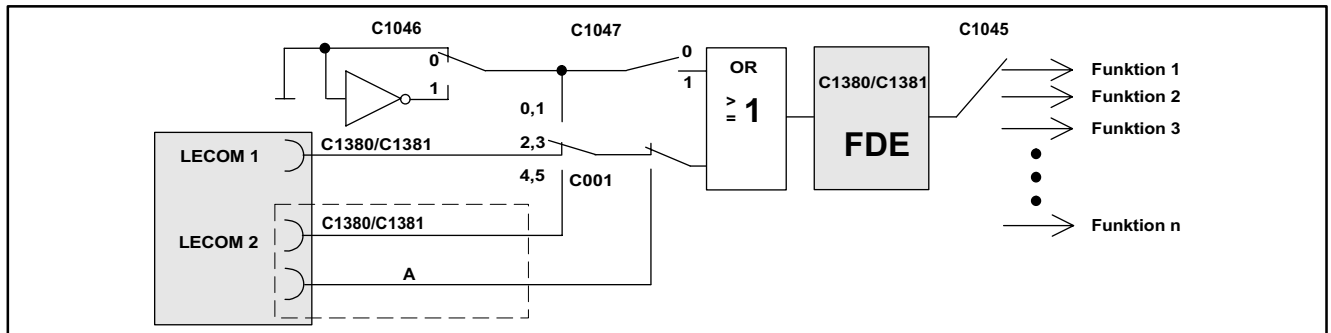 C1046
C1047
C1045
0
1
0
1
OR
>
= 1
C1380/C1381
FDE
Funktion 1
Funktion 2
Funktion 3
Funktion n
0,1
2,3
4,5
C001
LECOM 1
C1380/C1381
LECOM 2
C1380/C1381
A